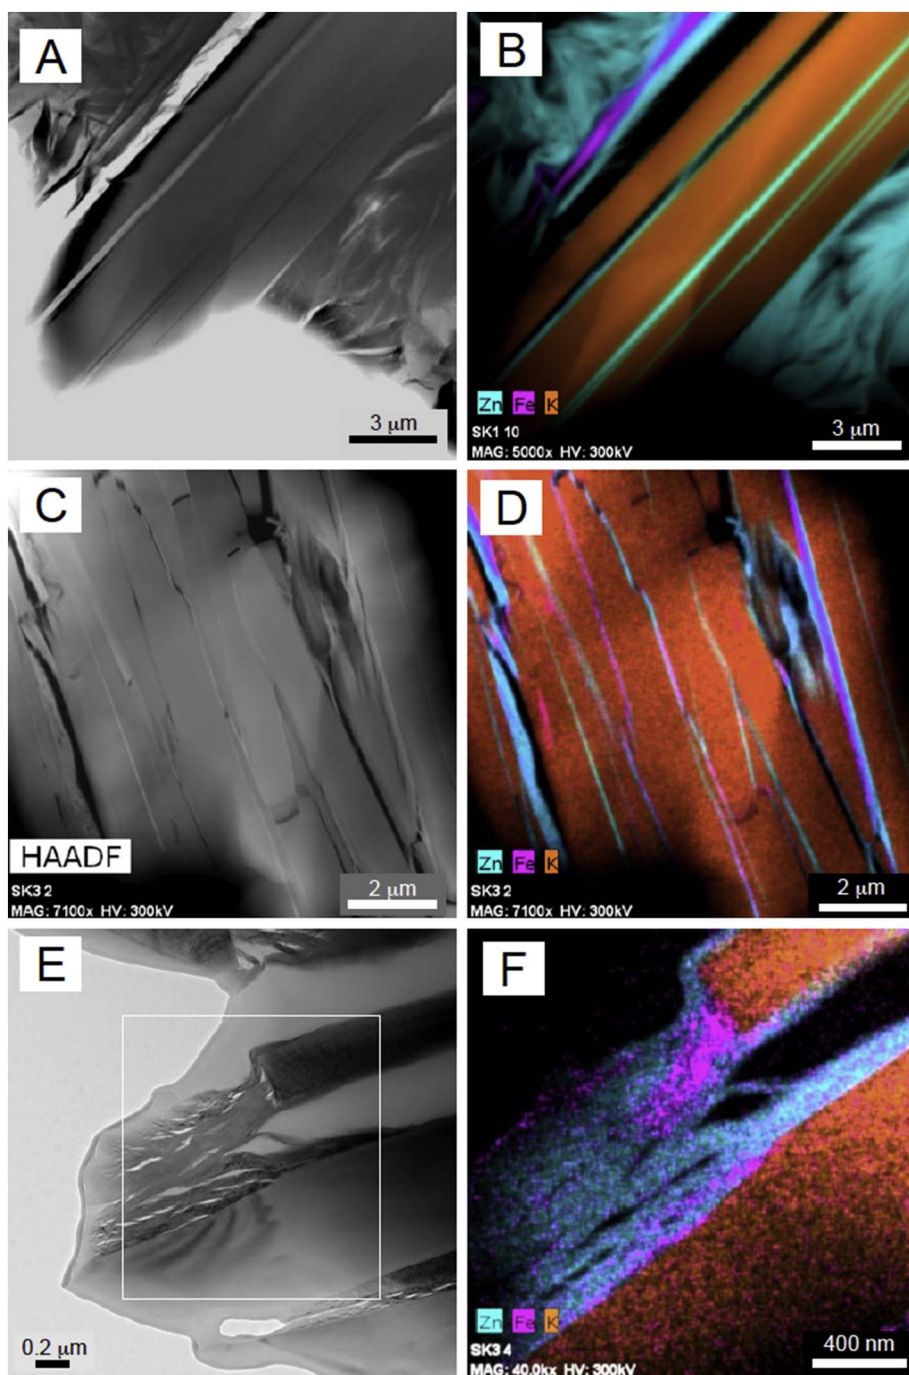 A
3 μm
B
Zn Fe K
SK1 10
MAG: 5000x HV: 300kV
3 μm
C
HAADF
SK3 2
MAG: 7100x HV: 300kV
2 μm
D
Zn Fe K
SK3 2
MAG: 7100x HV: 300kV
2 μm
E
0.2 μm
F
Zn Fe K
SK3 4
MAG: 40.0kx HV: 300kV
400 nm